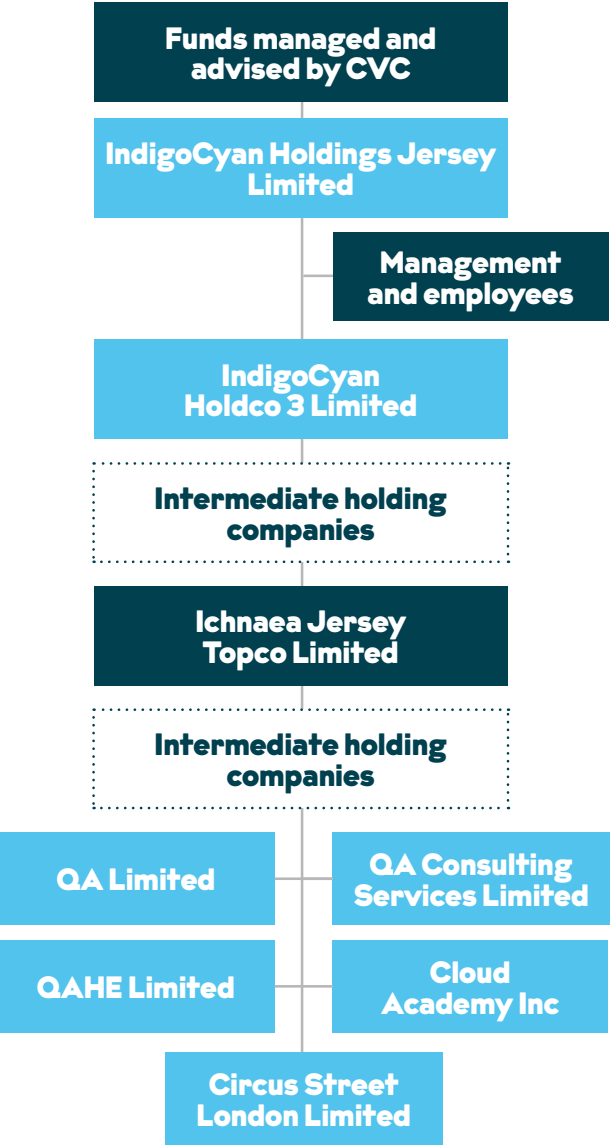 Funds managed and
advised by CVC
IndigoCyan Holdings Jersey
Limited
Management
and employees
IndigoCyan
Holdco 3 Limited
Intermediate holding
companies
Ichnaea Jersey
Topco Limited
Intermediate holding
companies
QA Limited
QA Consulting
Services Limited
QAHE Limited
Cloud
Academy Inc
Circus Street
London Limited